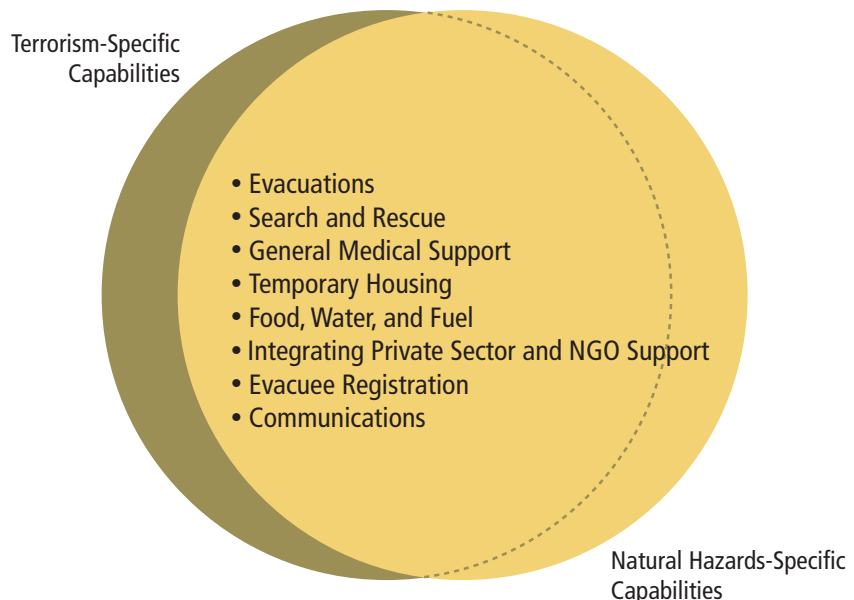 Terrorism-Specific
Capabilities
• Evacuations
• Search and Rescue
• General Medical Support
• Temporary Housing
• Food, Water, and Fuel
• Integrating Private Sector and NGO Support
• Evacuee Registration
• Communications
Natural Hazards-Specific
Capabilities